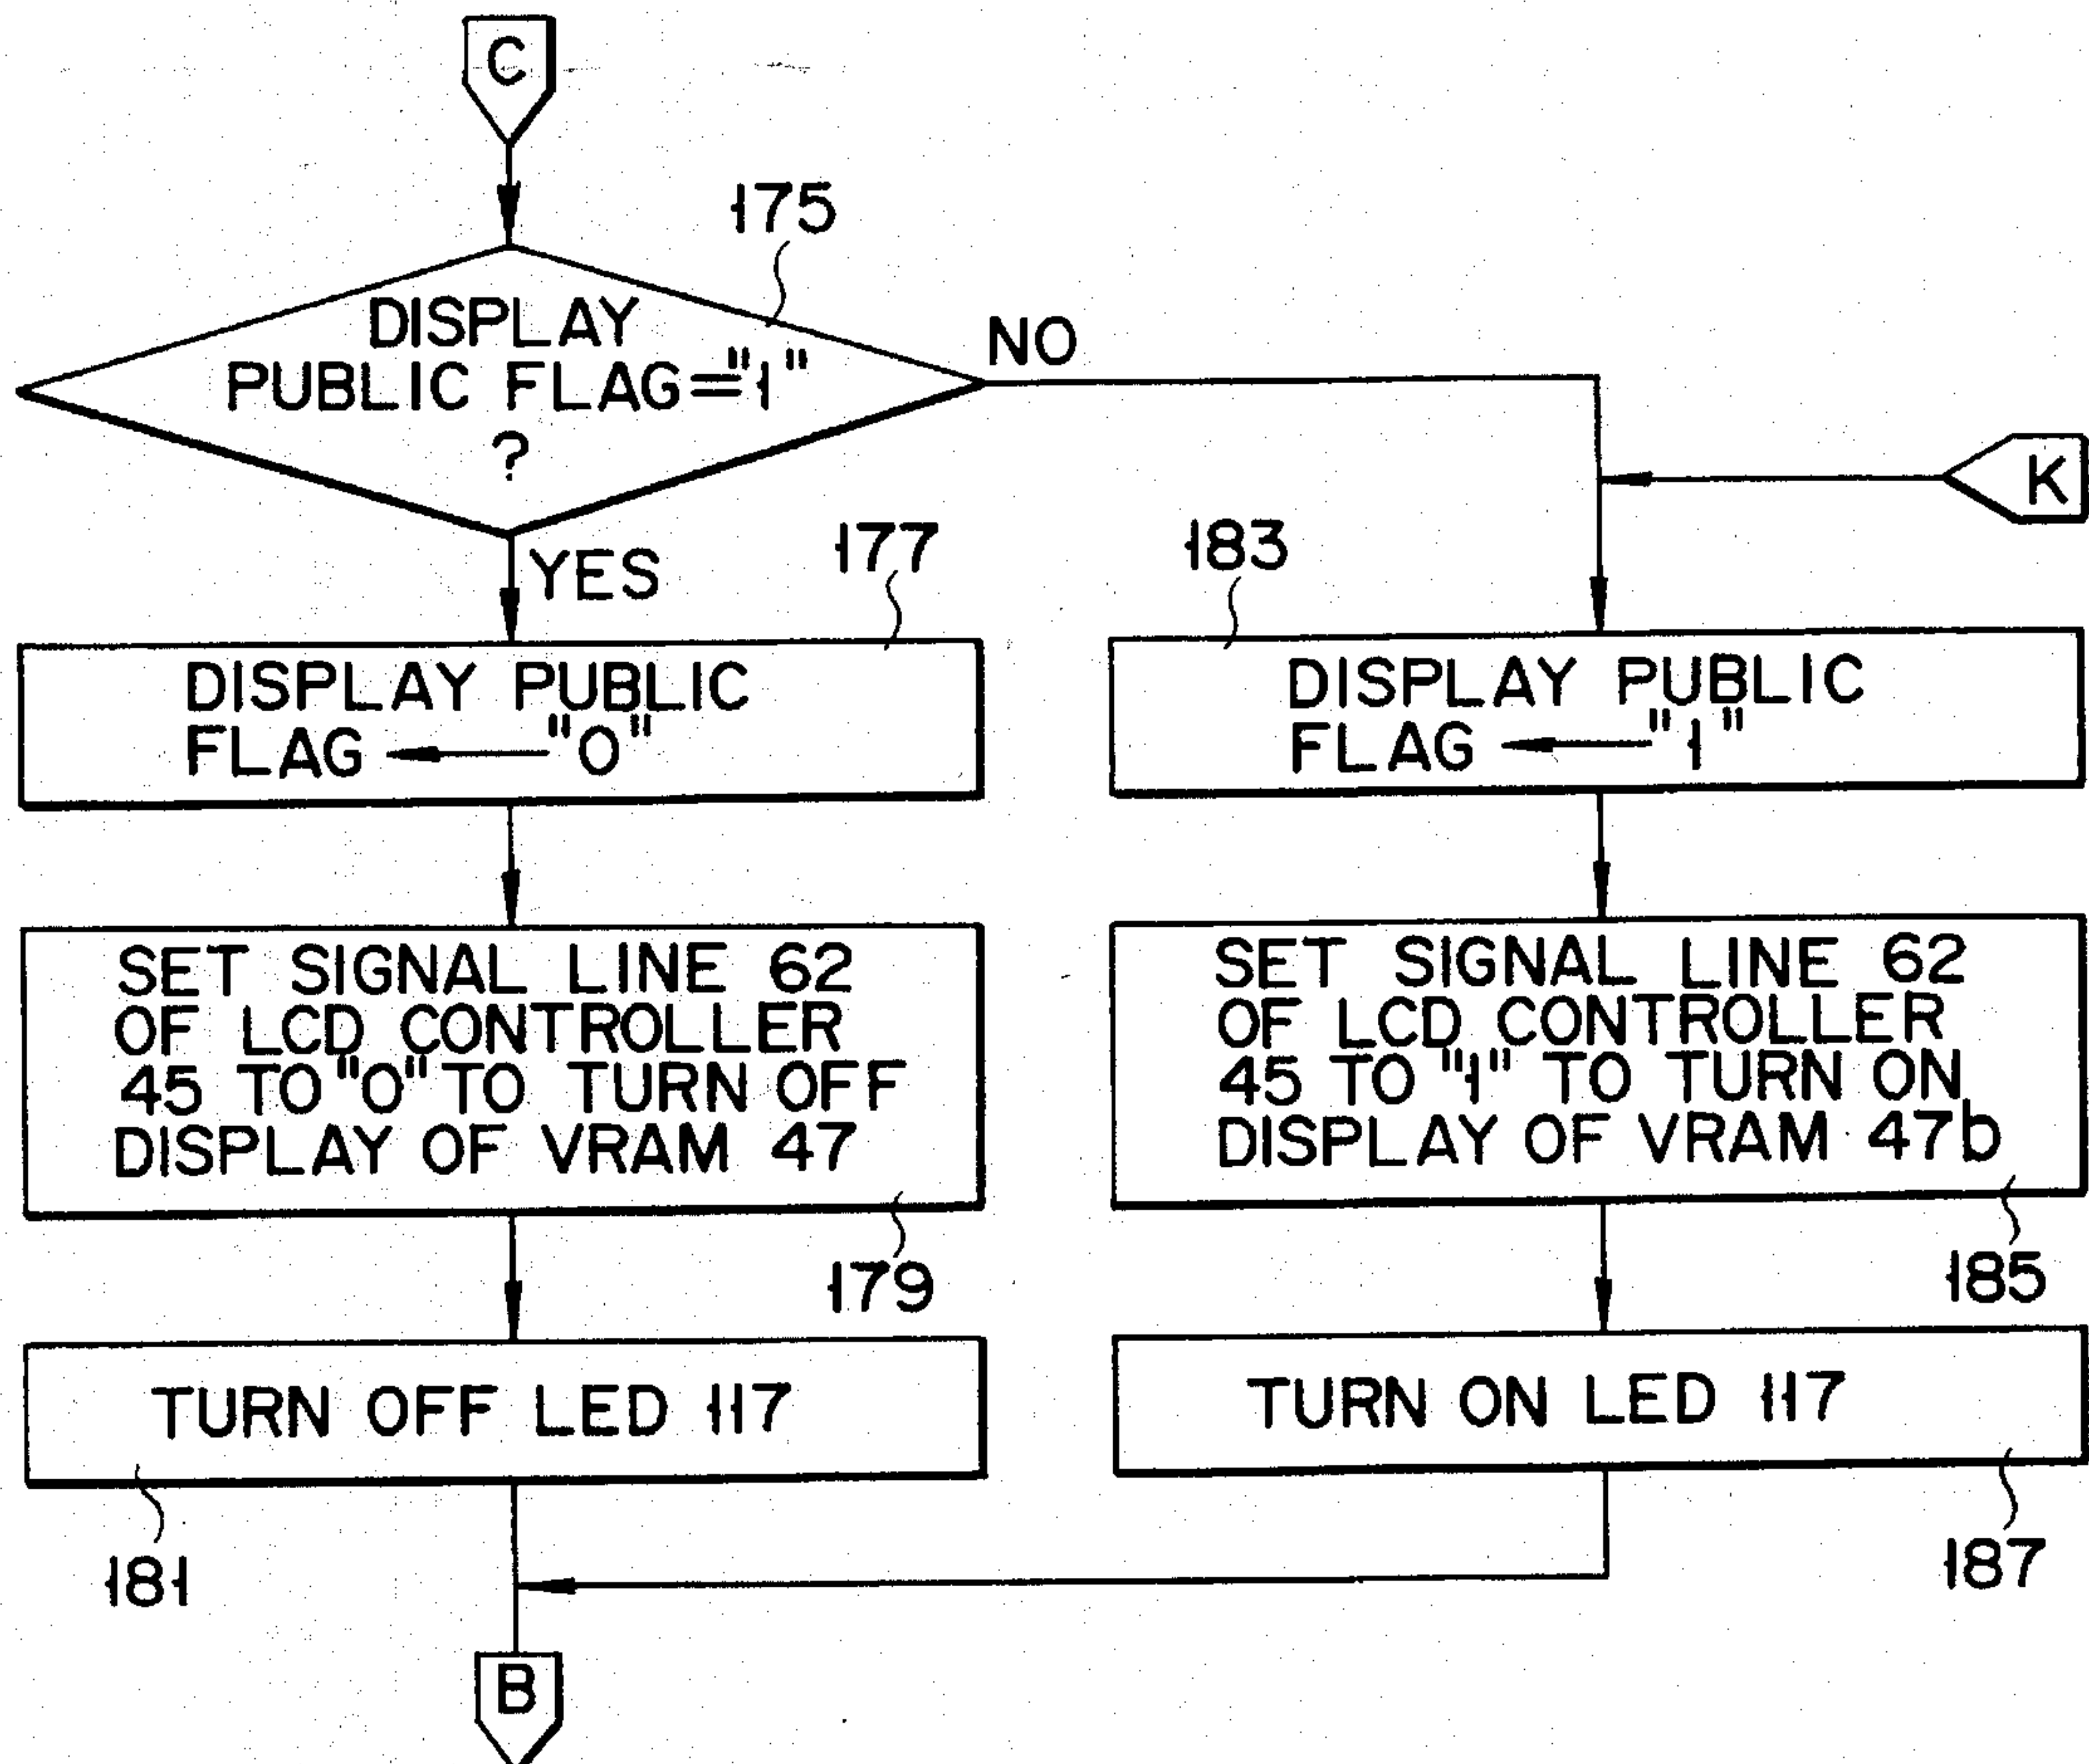 C
175
DISPLAY
PUBLIC FLAG="1"
?
NO
K
YES
177
DISPLAY PUBLIC
FLAG ← "0"
183
DISPLAY PUBLIC
FLAG ← "1"
SET SIGNAL LINE 62
OF LCD CONTROLLER
45 TO "0" TO TURN OFF
DISPLAY OF VRAM 47
179
SET SIGNAL LINE 62
OF LCD CONTROLLER
45 TO "1" TO TURN ON
DISPLAY OF VRAM 47b
185
TURN OFF LED 117
181
TURN ON LED 117
187
B